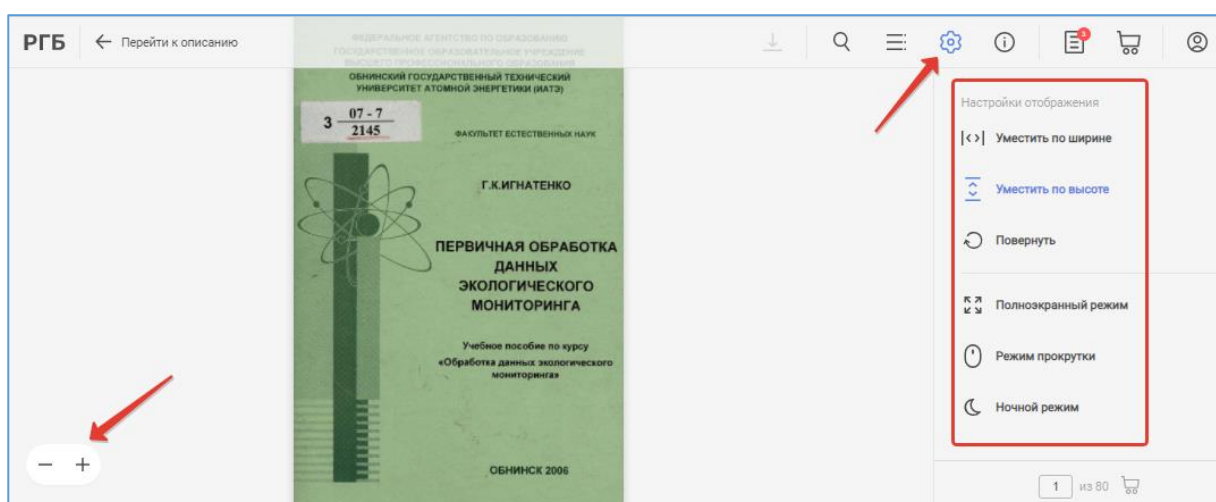 РГБ
Перейти к описанию
ФЕДЕРАЛЬНОЕ АГЕНТСТВО ПО ОБРАЗОВАНИЮ
ГОСУДАРСТВЕННОЕ ОБРАЗОВАТЕЛЬНОЕ УЧРЕЖДЕНИЕ
ВЫСШЕГО ПРОФЕССИОНАЛЬНОГО ОБРАЗОВАНИЯ
ОБНИНСКИЙ ГОСУДАРСТВЕННЫЙ ТЕХНИЧЕСКИЙ
УНИВЕРСИТЕТ АТОМНОЙ ЭНЕРГЕТИКИ (ИАТЭ)
3 07 - 7
2145
ФАКУЛЬТЕТ ЕСТЕСТВЕННЫХ НАУК
Г.К.ИГНАТЕНКО
ПЕРВИЧНАЯ ОБРАБОТКА
ДАННЫХ
ЭКОЛОГИЧЕСКОГО
МОНИТОРИНГА
Учебное пособие по курсу
«Обработка данных экологического
мониторинга»
ОБНИНСК 2006
Настройки отображения
Уместить по ширине
Уместить по высоте
Повернуть
Полноэкранный режим
Режим прокрутки
Ночной режим
1 из 80